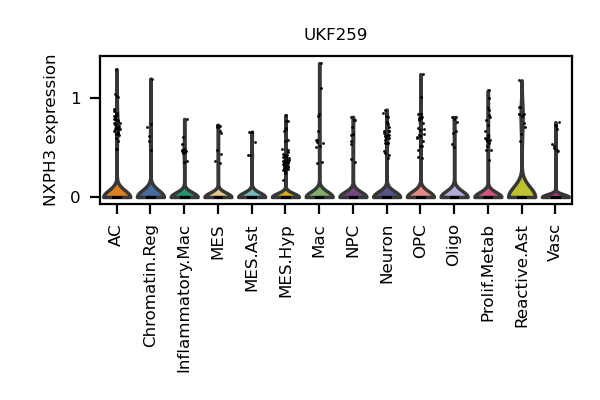 UKF259
NXPH3 expression
1
0
AC
Chromatin.Reg
Inflammatory.Mac
MES
MES.Ast
MES.Hyp
Mac
NPC
Neuron
OPC
Oligo
Prolif.Metab
Reactive.Ast
Vasc